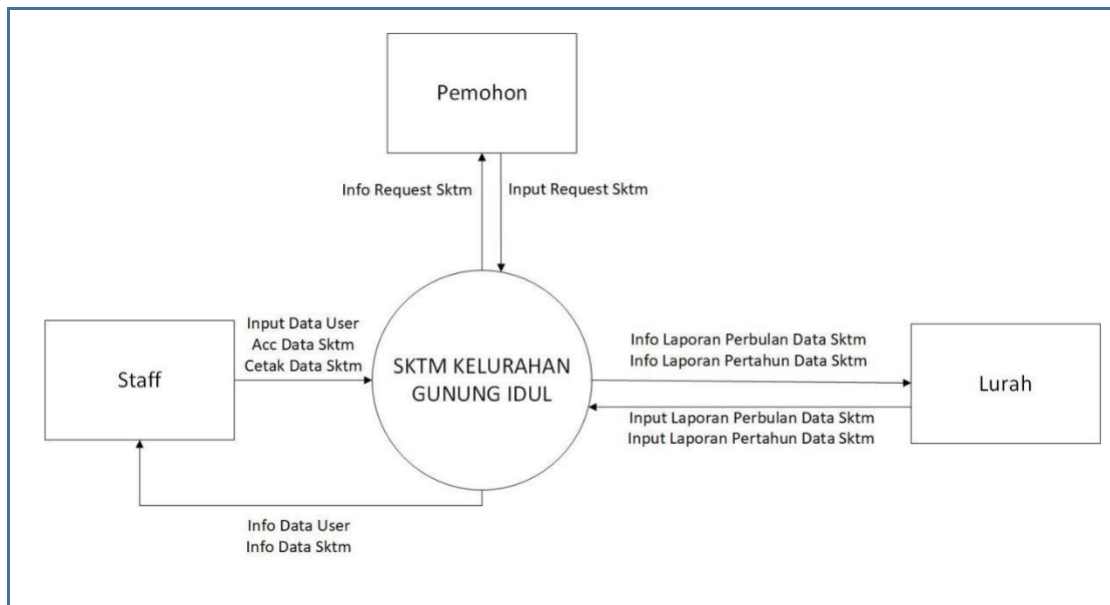 Pemohon
Info Request Sktm
Input Request Sktm
Input Data User
Acc Data Sktm
Cetak Data Sktm
Staff
SKTM KELURAHAN
GUNUNG IDUL
Info Laporan Perbulan Data Sktm
Info Laporan Pertahun Data Sktm
Lurah
Input Laporan Perbulan Data Sktm
Input Laporan Pertahun Data Sktm
Info Data User
Info Data Sktm